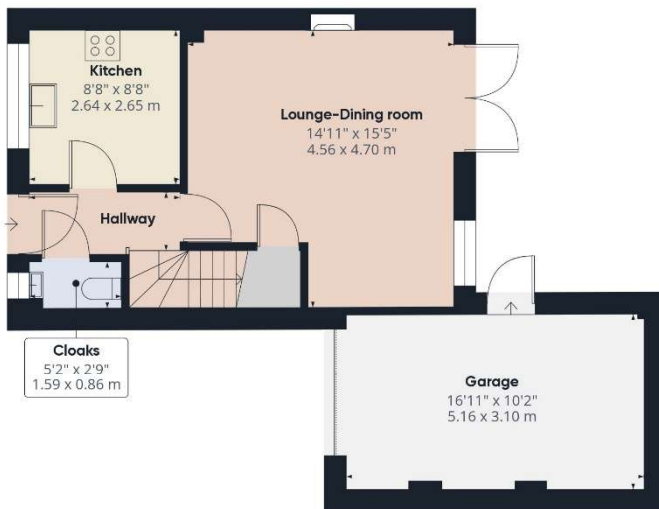 Kitchen
8'8" x 8'8"
2.64 x 2.65 m
Lounge-Dining room
14'11" x 15'5"
4.56 x 4.70 m
Hallway
Cloaks
5'2" x 2'9"
1.59 x 0.86 m
Garage
16'11" x 10'2"
5.16 x 3.10 m